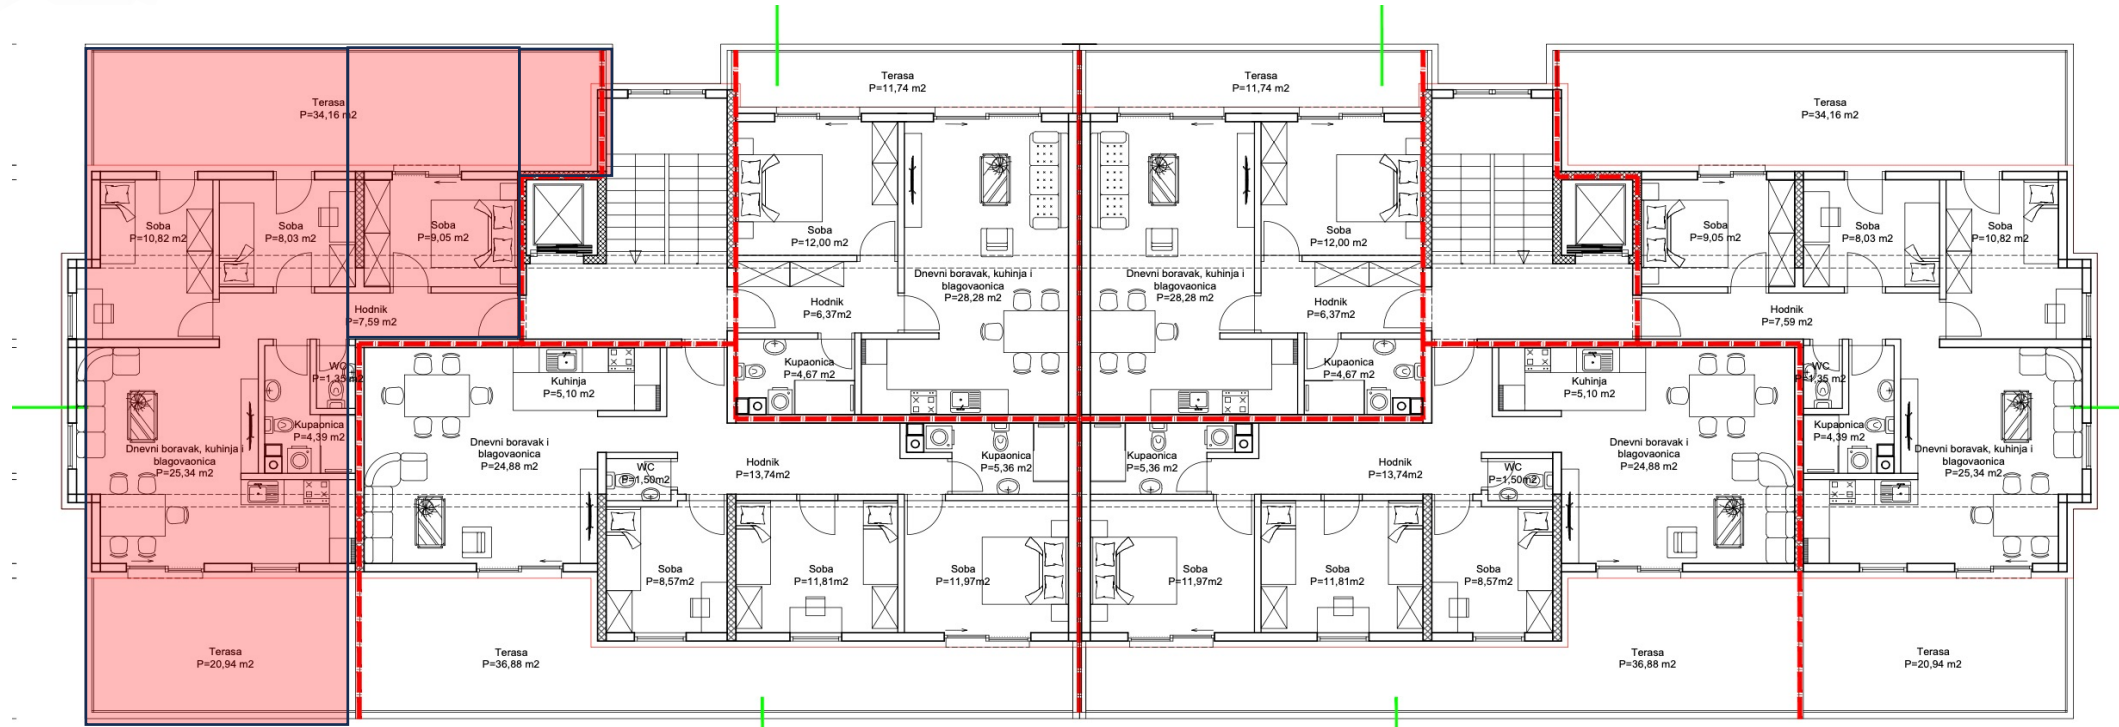 Terasa
P=34,16 m2
Terasa
P=11,74 m2
Terasa
P=11,74 m2
Terasa
P=34,16 m2
Soba
P=10,82 m2
Soba
P=8,03 m2
Soba
P=9,05 m2
Soba
P=12,00 m2
Soba
P=12,00 m2
Soba
P=9,05 m2
Soba
P=8,03 m2
Soba
P=10,82 m2
Dnevni boravak, kuhinja i
blagovaonica
P=28,28 m2
Dnevni boravak, kuhinja i
blagovaonica
P=28,28 m2
Hodnik
P=7,59 m2
Hodnik
P=6,37m2
Hodnik
P=6,37m2
Hodnik
P=7,59 m2
WC
P=1,35 m2
Kuhinja
P=5,10 m2
Kupaonica
P=4,67 m2
Kupaonica
P=4,67 m2
Kuhinja
P=5,10 m2
WC
P=1,35 m2
Kupaonica
P=4,39 m2
Kupaonica
P=4,39 m2
Dnevni boravak, kuhinja i
blagovaonica
P=25,34 m2
Dnevni boravak i
blagovaonica
P=24,88 m2
Dnevni boravak i
blagovaonica
P=24,88 m2
Dnevni boravak, kuhinja i
blagovaonica
P=25,34 m2
WC
P=1,50m2
Hodnik
P=13,74m2
Kupaonica
P=5,36 m2
Kupaonica
P=5,36 m2
Hodnik
P=13,74m2
WC
P=1,50m2
Soba
P=8,57m2
Soba
P=11,81m2
Soba
P=11,97m2
Soba
P=11,97m2
Soba
P=11,81m2
Soba
P=8,57m2
Terasa
P=20,94 m2
Terasa
P=36,88 m2
Terasa
P=36,88 m2
Terasa
P=20,94 m2